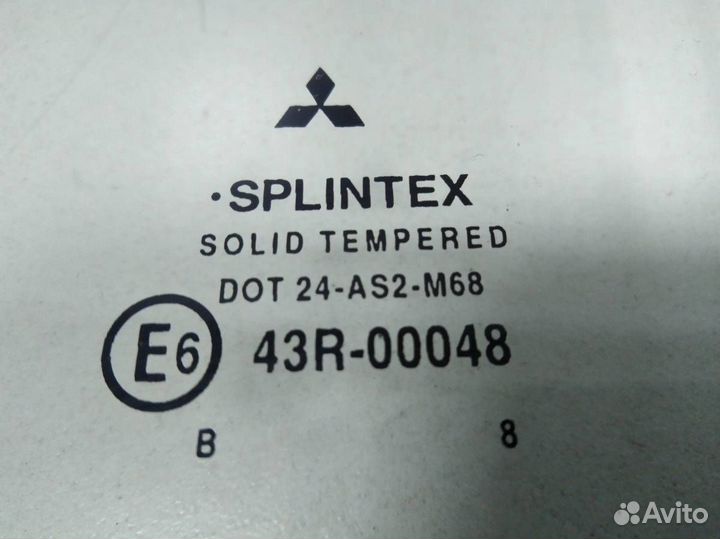 ·SPLINTEX
SOLID TEMPERED
DOT 24-AS2-M68
E6 43R-00048
B 8
Avito